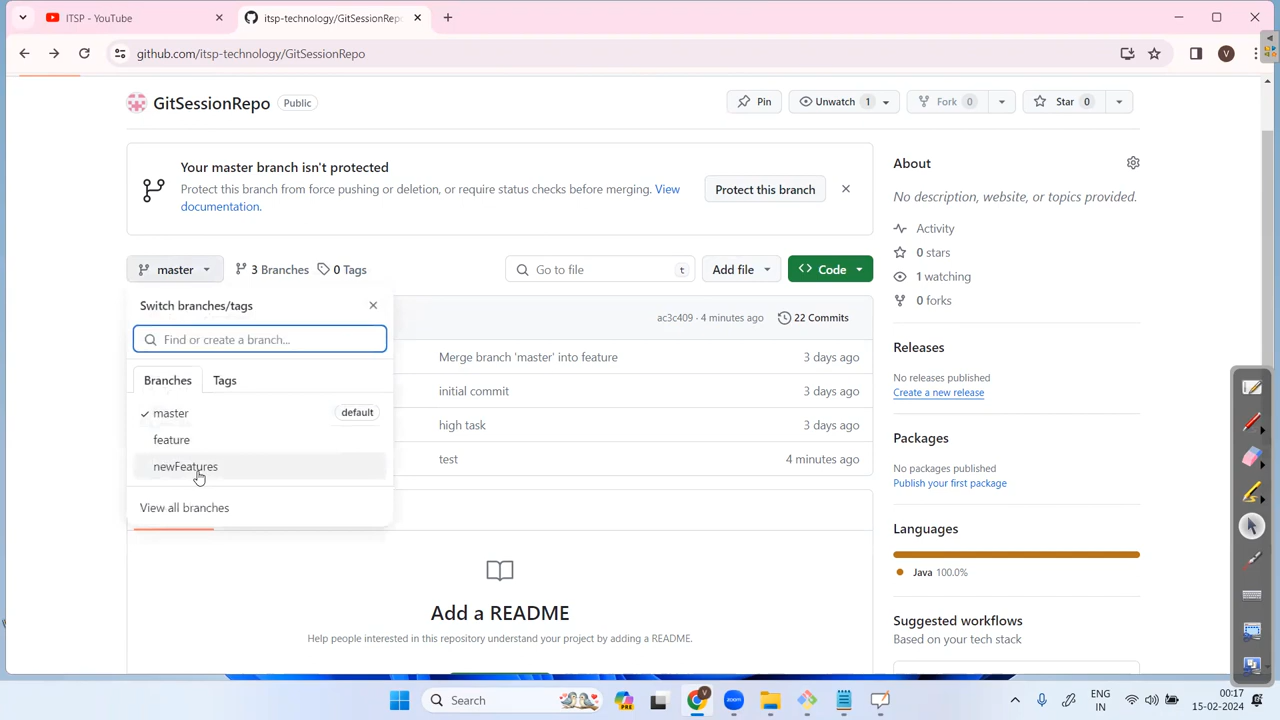 ITSP - YouTube
itsp-technology/GitSessionRepo
github.com/itsp-technology/GitSessionRepo
V
GitSessionRepo
Public
Pin
Unwatch 1
Fork 0
Star 0
Your master branch isn't protected
Protect this branch from force pushing or deletion, or require status checks before merging. View
documentation.
Protect this branch
About
No description, website, or topics provided.
Activity
0 stars
1 watching
0 forks
master
3 Branches
0 Tags
Go to file
t
Add file
Code
Switch branches/tags
Find or create a branch...
Branches
Tags
master
default
feature
newFeatures
View all branches
ac3c409 · 4 minutes ago
22 Commits
Merge branch 'master' into feature
3 days ago
initial commit
3 days ago
high task
3 days ago
test
4 minutes ago
Releases
No releases published
Create a new release
Packages
No packages published
Publish your first package
Languages
Java 100.0%
Add a README
Help people interested in this repository understand your project by adding a README.
Suggested workflows
Based on your tech stack
Search
PRE
V
ENG
IN
00:17
15-02-2024